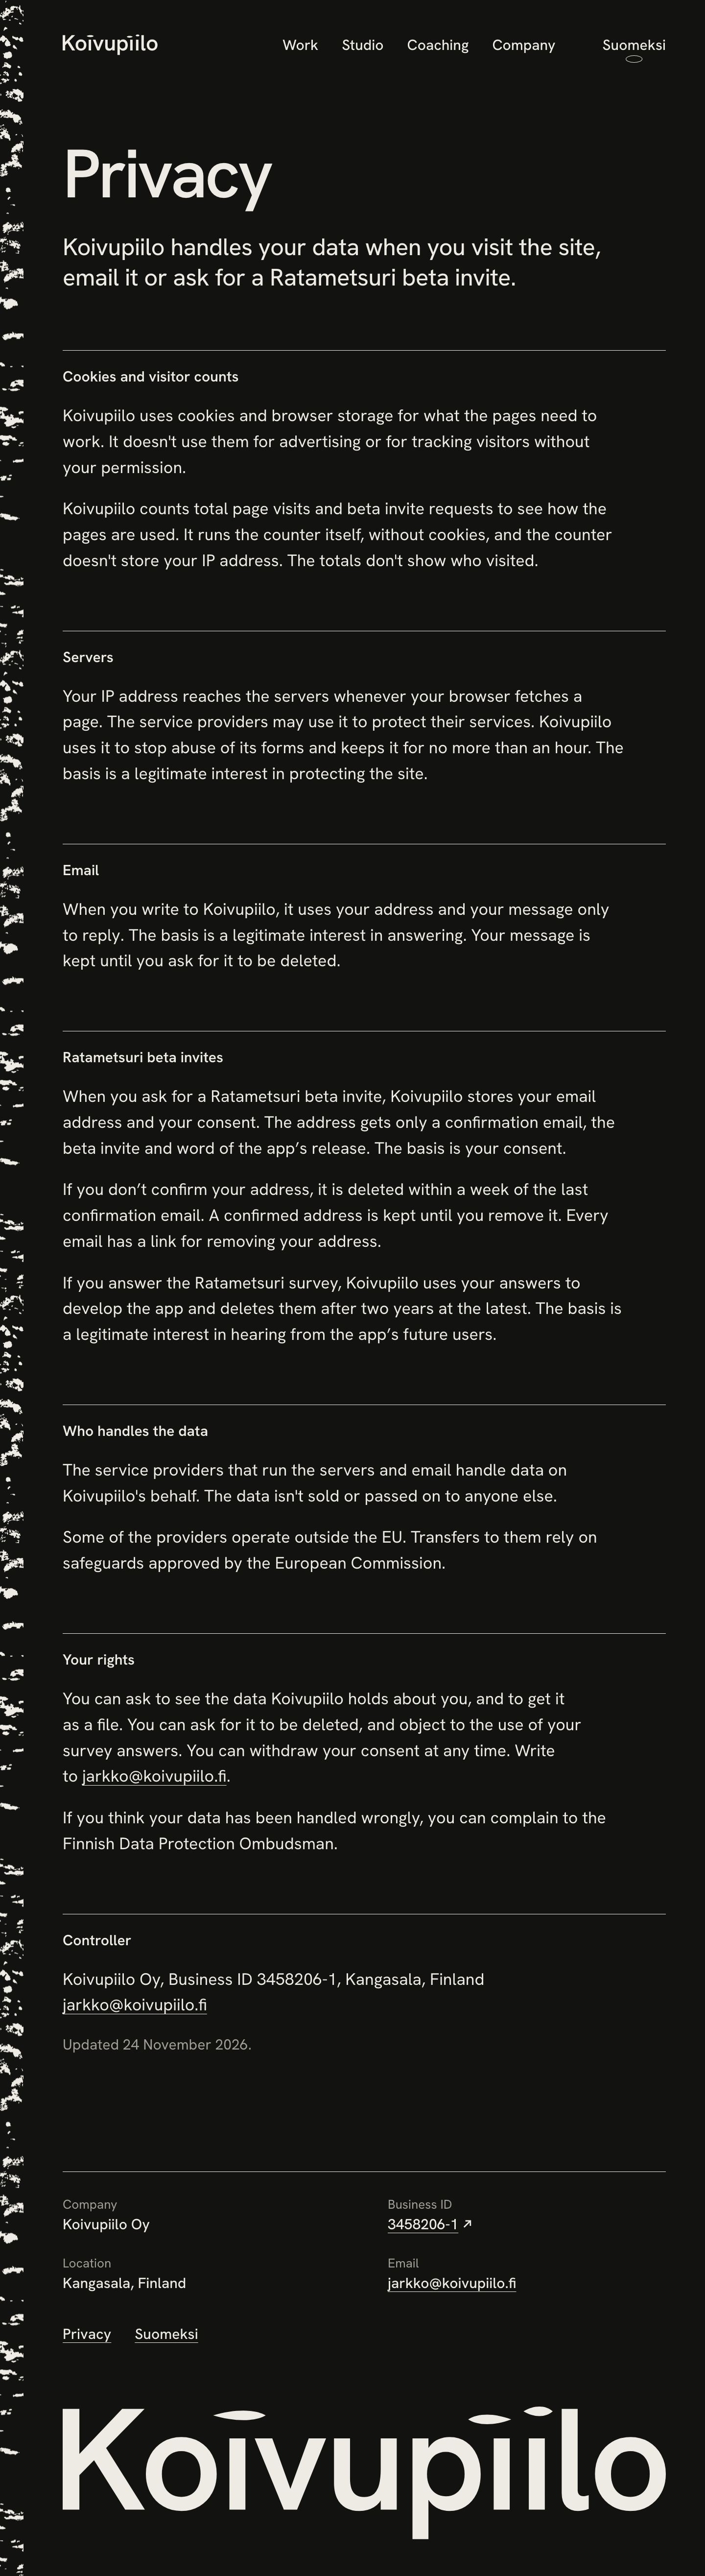 Koivupiilo
Work Studio Coaching Company Suomeksi
Privacy
Koivupiilo handles your data when you visit the site,
email it or ask for a Ratametsuri beta invite.
Cookies and visitor counts
Koivupiilo uses cookies and browser storage for what the pages need to
work. It doesn't use them for advertising or for tracking visitors without
your permission.
Koivupiilo counts total page visits and beta invite requests to see how the
pages are used. It runs the counter itself, without cookies, and the counter
doesn't store your IP address. The totals don't show who visited.
Servers
Your IP address reaches the servers whenever your browser fetches a
page. The service providers may use it to protect their services. Koivupiilo
uses it to stop abuse of its forms and keeps it for no more than an hour. The
basis is a legitimate interest in protecting the site.
Email
When you write to Koivupiilo, it uses your address and your message only
to reply. The basis is a legitimate interest in answering. Your message is
kept until you ask for it to be deleted.
Ratametsuri beta invites
When you ask for a Ratametsuri beta invite, Koivupiilo stores your email
address and your consent. The address gets only a confirmation email, the
beta invite and word of the app’s release. The basis is your consent.
If you don’t confirm your address, it is deleted within a week of the last
confirmation email. A confirmed address is kept until you remove it. Every
email has a link for removing your address.
If you answer the Ratametsuri survey, Koivupiilo uses your answers to
develop the app and deletes them after two years at the latest. The basis is
a legitimate interest in hearing from the app’s future users.
Who handles the data
The service providers that run the servers and email handle data on
Koivupiilo's behalf. The data isn't sold or passed on to anyone else.
Some of the providers operate outside the EU. Transfers to them rely on
safeguards approved by the European Commission.
Your rights
You can ask to see the data Koivupiilo holds about you, and to get it
as a file. You can ask for it to be deleted, and object to the use of your
survey answers. You can withdraw your consent at any time. Write
to jarkko@koivupiilo.fi.
If you think your data has been handled wrongly, you can complain to the
Finnish Data Protection Ombudsman.
Controller
Koivupiilo Oy, Business ID 3458206-1, Kangasala, Finland
jarkko@koivupiilo.fi
Updated 24 November 2026.
Company
Koivupiilo Oy
Business ID
3458206-1 ↗
Location
Kangasala, Finland
Email
jarkko@koivupiilo.fi
Privacy Suomeksi
Koivupiilo